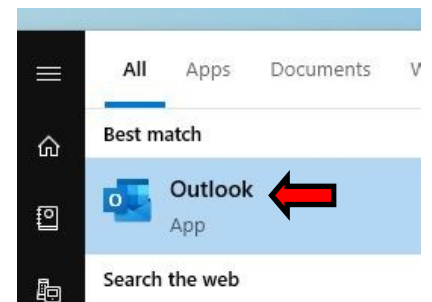 All Apps Documents
Best match
Outlook
App
Search the web